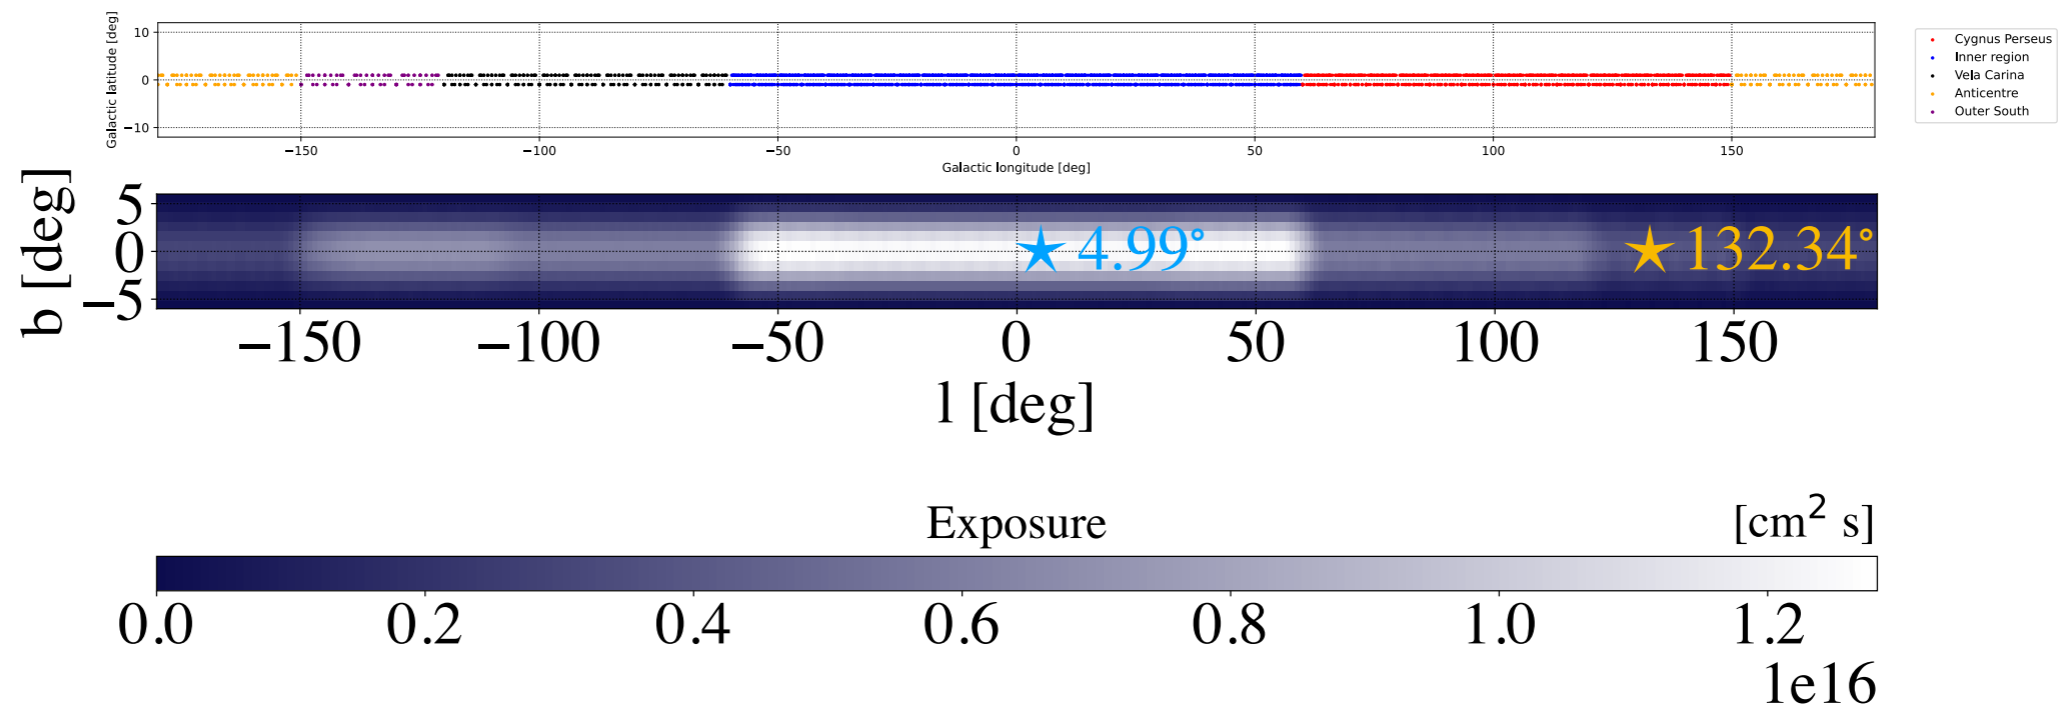 Galactic latitude [deg]
10
0
−10
−150 −100 −50 0 50 100 150
Galactic longitude [deg]
Cygnus Perseus
Inner region
Vela Carina
Anticentre
Outer South
b [deg]
5
0
−5
4.99° 132.34°
−150 −100 −50 0 50 100 150
l [deg]
Exposure [cm² s]
0.0 0.2 0.4 0.6 0.8 1.0 1.2
1e16